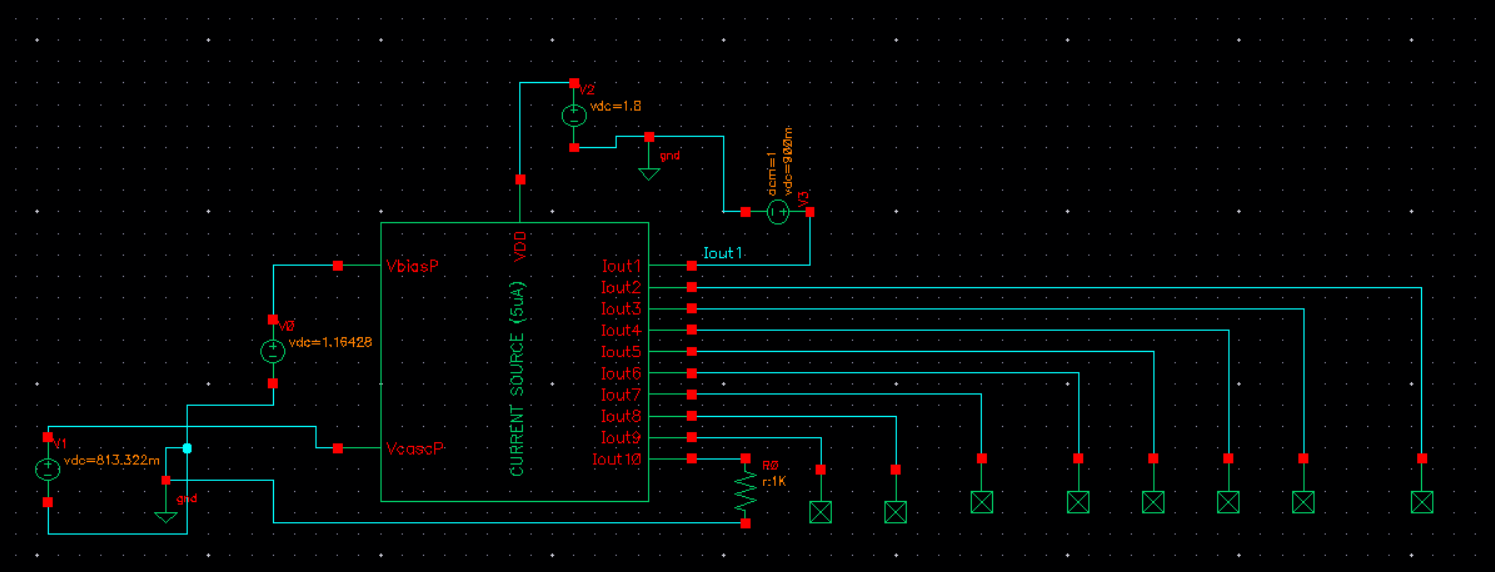 V2
vdc=1.8
gnd
acm=1
vdc=900m
V3
VDD
Iout1
VbiasP
Iout1
Iout2
Iout3
Iout4
Iout5
Iout6
Iout7
Iout8
Iout9
Iout10
CURRENT SOURCE (5uA)
V0
vdc=1.16428
V1
vdc=813.322m
VcascP
gnd
R0
r:1K